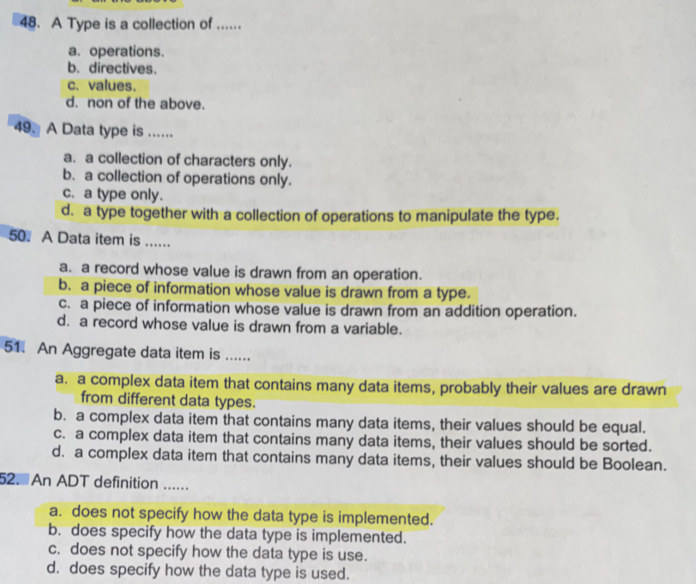 48. A Type is a collection of ......
a. operations.
b. directives.
c. values.
d. non of the above.
49. A Data type is ......
a. a collection of characters only.
b. a collection of operations only.
c. a type only.
d. a type together with a collection of operations to manipulate the type.
50. A Data item is ......
a. a record whose value is drawn from an operation.
b. a piece of information whose value is drawn from a type.
c. a piece of information whose value is drawn from an addition operation.
d. a record whose value is drawn from a variable.
51. An Aggregate data item is ......
a. a complex data item that contains many data items, probably their values are drawn
from different data types.
b. a complex data item that contains many data items, their values should be equal.
c. a complex data item that contains many data items, their values should be sorted.
d. a complex data item that contains many data items, their values should be Boolean.
52. An ADT definition ......
a. does not specify how the data type is implemented.
b. does specify how the data type is implemented.
c. does not specify how the data type is use.
d. does specify how the data type is used.